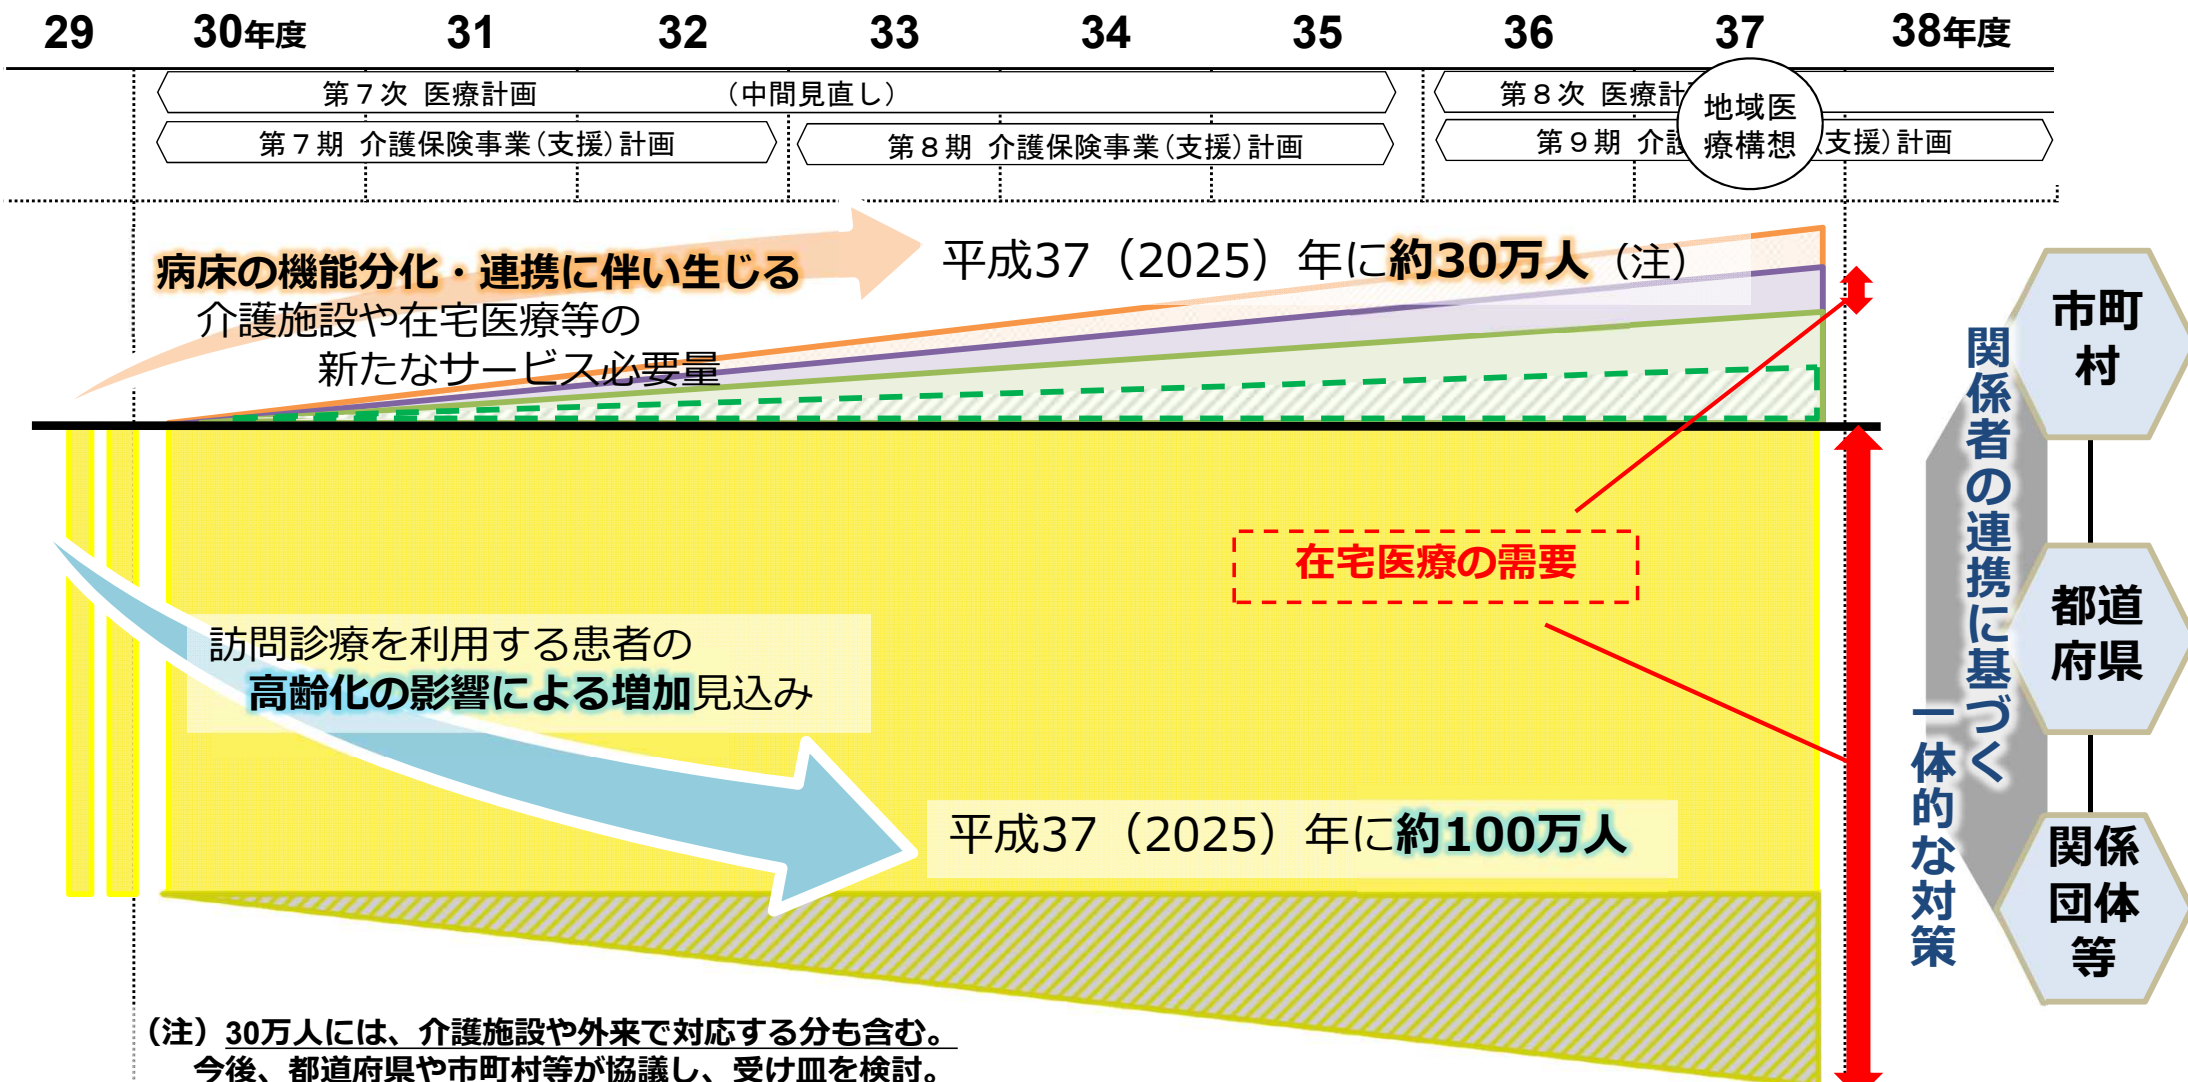 29 30年度 31 32 33 34 35 36 37 38年度
第７次 医療計画 （中間見直し）
第８次 医療計
地域医
療構想
第７期 介護保険事業（支援）計画
第８期 介護保険事業（支援）計画
第９期 介護
支援）計画
病床の機能分化・連携に伴い生じる
介護施設や在宅医療等の
新たなサービス必要量
平成37（2025）年に約30万人（注）
在宅医療の需要
訪問診療を利用する患者の
高齢化の影響による増加見込み
平成37（2025）年に約100万人
関係者の連携に基づく
一体的な対策
市町
村
都道
府県
関係
団体
等
（注）30万人には、介護施設や外来で対応する分も含む。
今後、都道府県や市町村等が協議し、受け皿を検討。